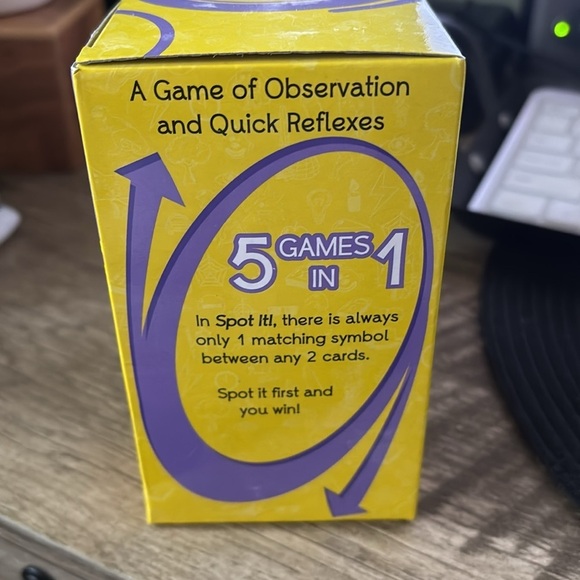 A Game of Observation
and Quick Reflexes
5 GAMES IN 1
In Spot It!, there is always
only 1 matching symbol
between any 2 cards.
Spot it first and
you win!